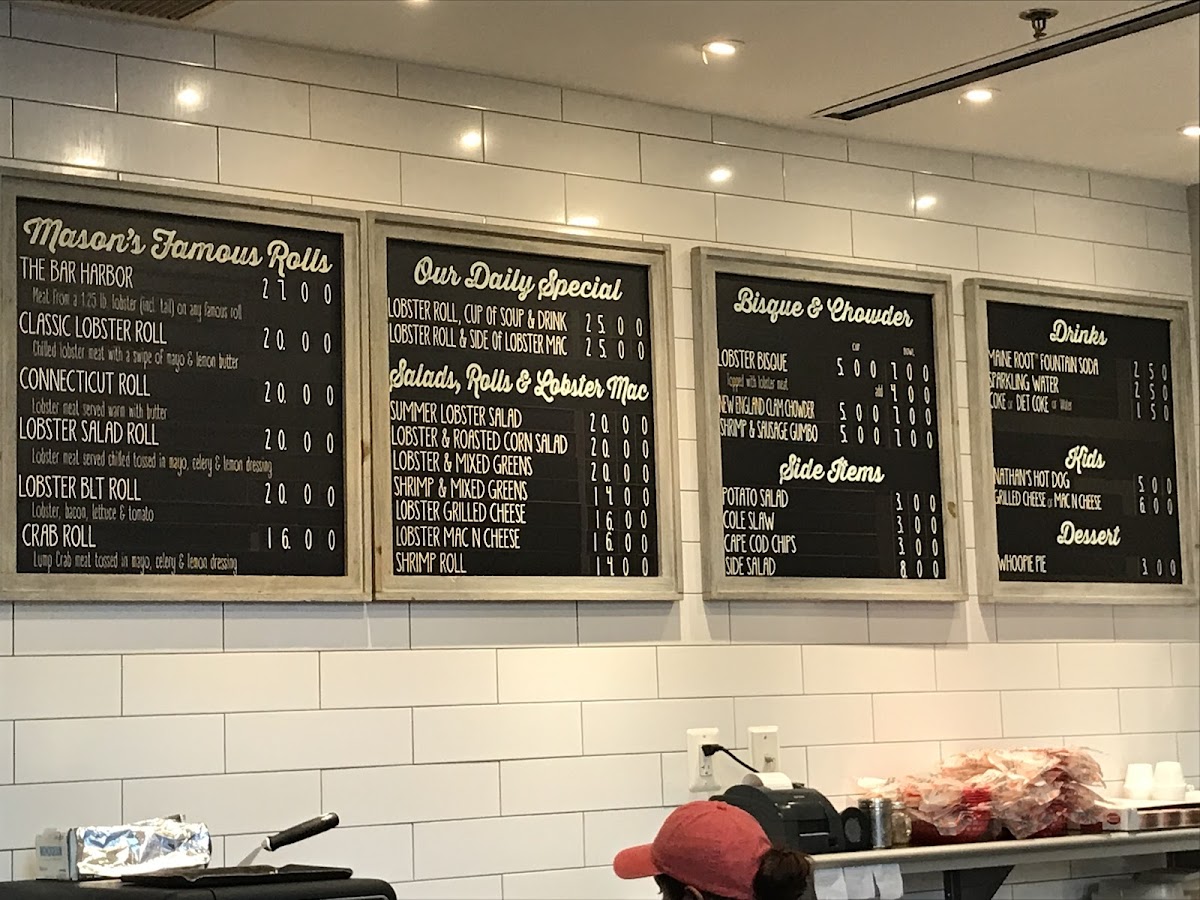 Mason's Famous Rolls
THE BAR HARBOR 27.00
Meat from a 1.25 lb. lobster (incl. tail) on any famous roll
CLASSIC LOBSTER ROLL 20.00
Chilled lobster meat with a swipe of mayo & lemon butter
CONNECTICUT ROLL 20.00
Lobster meat served warm with butter
LOBSTER SALAD ROLL 20.00
Lobster meat served chilled tossed in mayo, celery & lemon dressing
LOBSTER BLT ROLL 20.00
Lobster, bacon, lettuce & tomato
CRAB ROLL 16.00
Lump Crab meat tossed in mayo, celery & lemon dressing
Our Daily Special
LOBSTER ROLL, CUP OF SOUP & DRINK 25.00
LOBSTER ROLL & SIDE OF LOBSTER MAC 25.00
Salads, Rolls & Lobster Mac
SUMMER LOBSTER SALAD 20.00
LOBSTER & ROASTED CORN SALAD 20.00
LOBSTER & MIXED GREENS 20.00
SHRIMP & MIXED GREENS 14.00
LOBSTER GRILLED CHEESE 16.00
LOBSTER MAC N CHEESE 16.00
SHRIMP ROLL 14.00
Bisque & Chowder
CUP BOWL
LOBSTER BISQUE 5.00 7.00
Topped with lobster meat add 4.00
NEW ENGLAND CLAM CHOWDER 5.00 7.00
SHRIMP & SAUSAGE GUMBO 5.00 7.00
Side Items
POTATO SALAD 3.00
COLE SLAW 3.00
CAPE COD CHIPS 3.00
SIDE SALAD 8.00
Drinks
MAINE ROOT FOUNTAIN SODA 2.50
SPARKLING WATER 2.50
COKE or DIET COKE or Water 1.50
Kids
NATHAN'S HOT DOG 5.00
GRILLED CHEESE or MAC N CHEESE 6.00
Dessert
WHOOPIE PIE 3.00